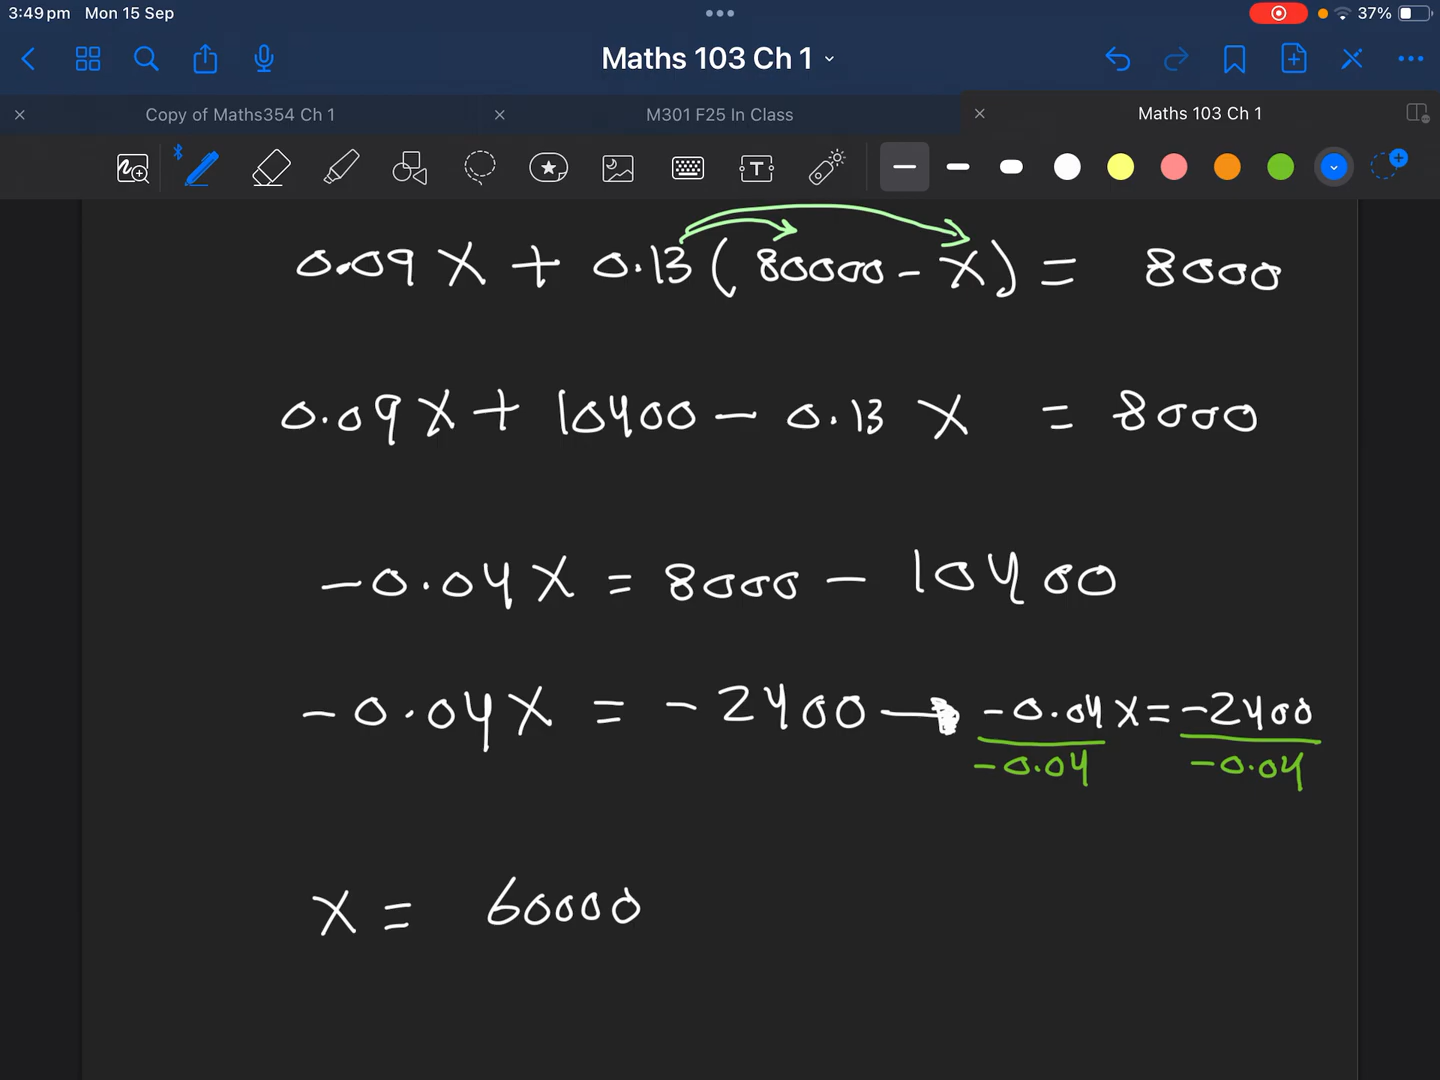 3:49 pm Mon 15 Sep 37%
Maths 103 Ch 1
Copy of Maths354 Ch 1 M301 F25 In Class Maths 103 Ch 1
0.09 x + 0.13 ( 80000 - x ) = 8000
0.09 x + 10400 - 0.13 x = 8000
-0.04 x = 8000 - 10400
-0.04 x = -2400 → -0.04 x = -2400
-0.04 -0.04
x = 60000